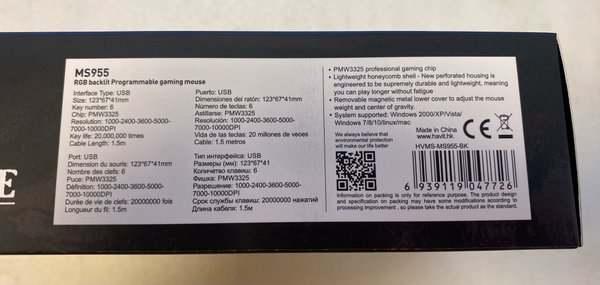 MS955
RGB backlit Programmable gaming mouse
Interface Type: USB
Size: 123*67*41mm
Key number: 6
Chip: PMW3325
Resolution: 1000-2400-3600-5000-
7000-10000DPI
Key life: 20,000,000 times
Cable Length: 1.5m
Puerto: USB
Dimensiones del ratón: 123*67*41mm
Número de teclas: 6
Astillarse: PMW3325
Resolución: 1000-2400-3600-5000-
7000-10000DPI
Vida de las teclas: 20 millones de veces
Cable: 1.5 metros
Port: USB
Dimension du souris: 123*67*41mm
Nombre des clefs: 6
Puce: PMW3325
Définition: 1000-2400-3600-5000-
7000-10000DPI
Durée de vie de clefs: 20000000 fois
Longueur du fil: 1.5m
Тип интерфейса: USB
Размеры (мм): 123*67*41
Количество клавиш: 6
Фишка: PMW3325
Разрешение: 1000-2400-3600-5000-
7000-10000DPI
Срок службы клавиш: 20000000 нажатий
Длина кабеля: 1.5м
• PMW3325 professional gaming chip
• Lightweight honeycomb shell - New perforated housing is
engineered to be supremely durable and lightweight, meaning
you can play longer without fatigue
• Removable magnetic metal lower cover to adjust the mouse
weight and center of gravity.
• System supported: Windows 2000/XP/Vista/
Windows 7/8/10/linux/mac
We always believe that
environmental protection
will bring us better life
Made in China
www.havit.hk
CE
HVMS-MS955-BK
6 939119 047726
Information on packing is only for reference purpose. The product
design and specification on packing may have some modifications according to
processing improvement , so please take the actual product as the standard.
E